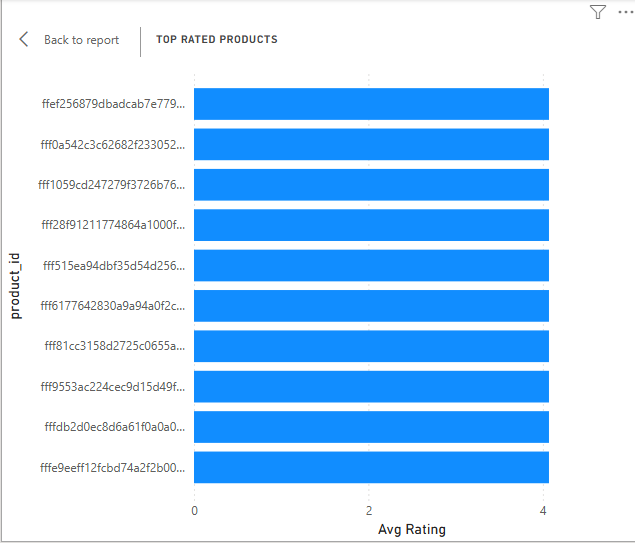 Back to report
TOP RATED PRODUCTS
product_id
ffef256879dbadcab7e779...
fff0a542c3c62682f233052...
fff1059cd247279f3726b76...
fff28f91211774864a1000f...
fff515ea94dbf35d54d256...
fff6177642830a9a94a0f2c...
fff81cc3158d2725c0655a...
fff9553ac224cec9d15d49f...
fffdb2d0ec8d6a61f0a0a0...
fffe9eeff12fcbd74a2f2b00...
0 2 4
Avg Rating